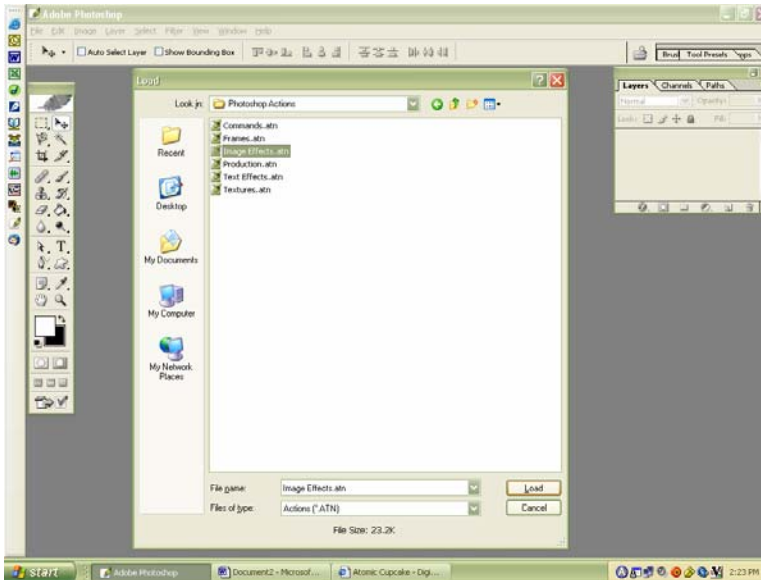 Adobe Photoshop
File Edit Image Layer Select Filter View Window Help
Auto Select Layer Show Bounding Box
Tool Presets
Load
Look in: Photoshop Actions
Commands.atn
Frames.atn
Image Effects.atn
Production.atn
Text Effects.atn
Textures.atn
Recent
Desktop
My Documents
My Computer
My Network
Places
File name: Image Effects.atn Load
Files of type: Actions (*.ATN) Cancel
File Size: 23.2K
Layers Channels Paths
Normal Opacity:
Lock: Fill:
start Adobe Photoshop Document2 - Microsof... Atomic Cupcake - Digi... 2:23 PM